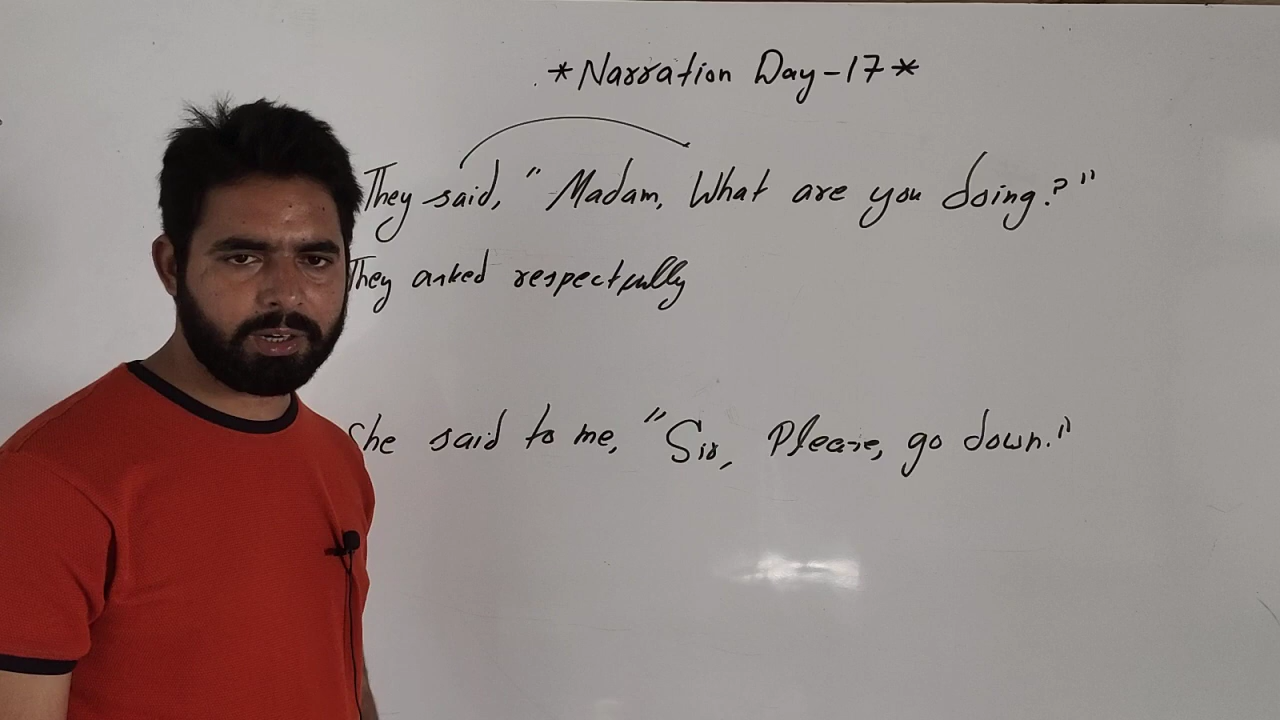 *Narration Day-17*
They said, "Madam, What are you doing?"
They asked respectfully
She said to me, "Sir, Please, go down."